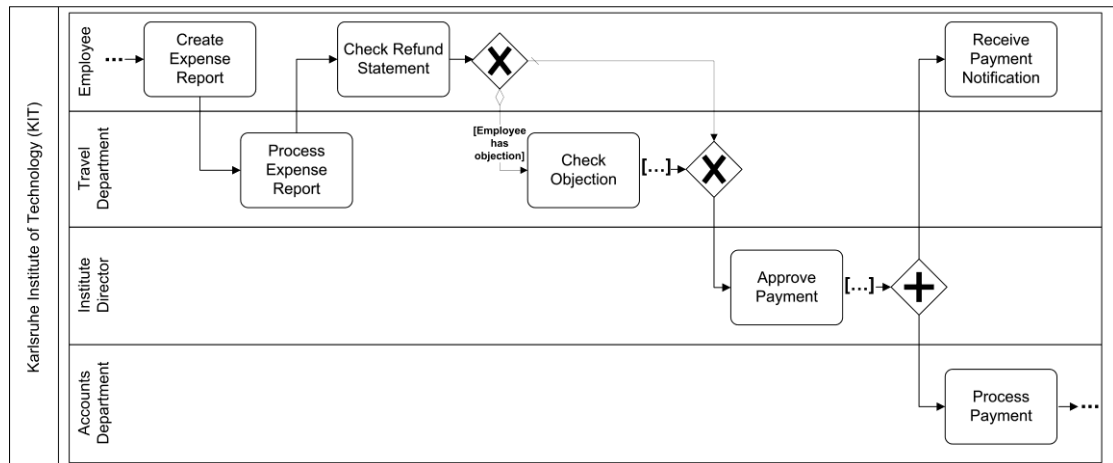 Karlsruhe Institute of Technology (KIT)
Employee
Create
Expense
Report
Check Refund
Statement
Receive
Payment
Notification
Travel
Department
Process
Expense
Report
[Employee
has
objection]
Check
Objection
[...]
Institute
Director
Approve
Payment
[...]
Accounts
Department
Process
Payment